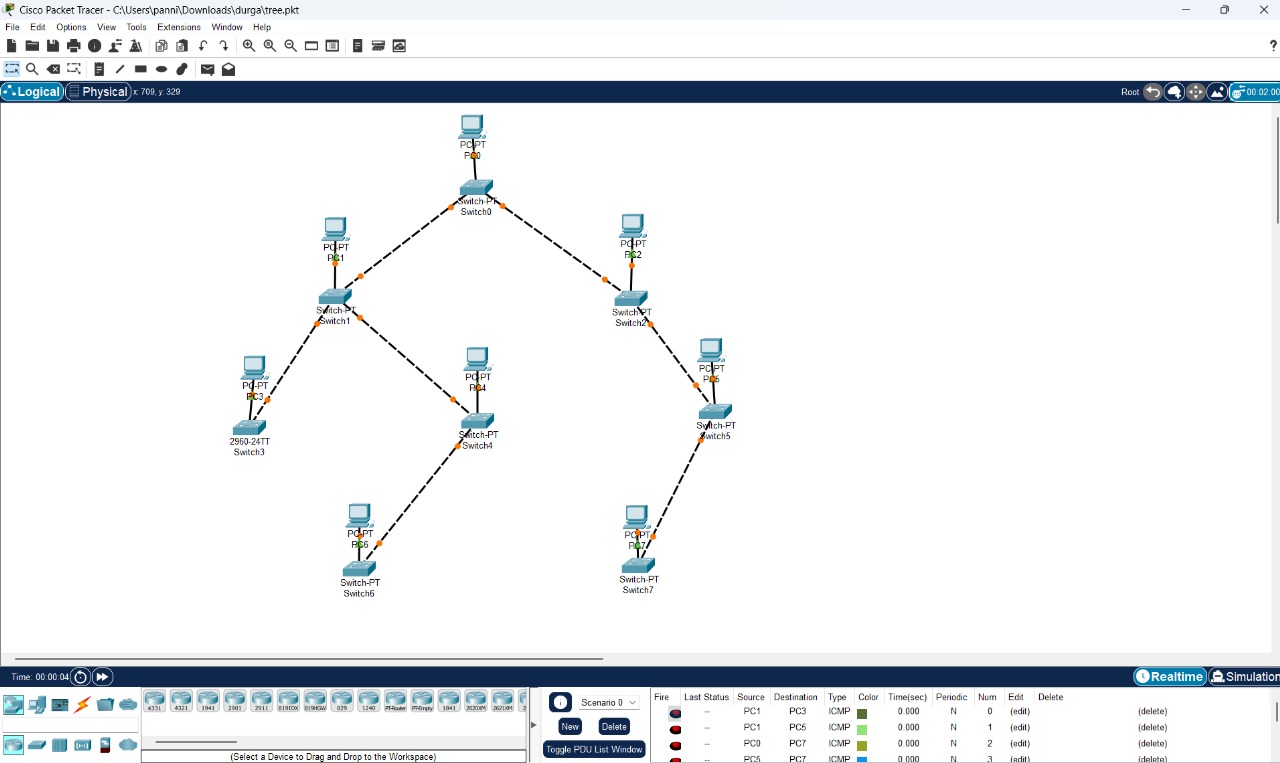 Cisco Packet Tracer - C:\Users\panni\Downloads\durga\tree.pkt
File Edit Options View Tools Extensions Window Help
?
Logical Physical x: 709, y: 329 Root 00:02:00
PC-PT
PC0
Switch-PT
Switch0
PC-PT
PC1
PC-PT
PC2
Switch-PT
Switch1
Switch-PT
Switch2
PC-PT
PC3
PC-PT
PC4
PC-PT
PC5
2960-24TT
Switch3
Switch-PT
Switch4
Switch-PT
Switch5
PC-PT
PC6
PC-PT
PC7
Switch-PT
Switch6
Switch-PT
Switch7
Time: 00:00:04 Realtime Simulation
4331 4321 1941 2901 2911 819IOX 819HGW 829 1240 PT-Router PT-Empty 1841 2620XM 2621XM
(Select a Device to Drag and Drop to the Workspace)
Scenario 0
New Delete
Toggle PDU List Window
Fire Last Status Source Destination Type Color Time(sec) Periodic Num Edit Delete
-- PC1 PC3 ICMP 0.000 N 0 (edit) (delete)
-- PC1 PC5 ICMP 0.000 N 1 (edit) (delete)
-- PC0 PC7 ICMP 0.000 N 2 (edit) (delete)
-- PC5 PC7 ICMP 0.000 N 3 (edit) (delete)